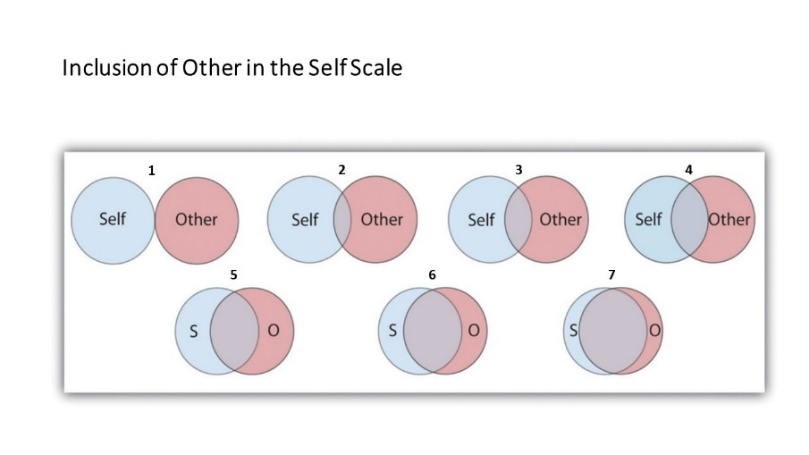 Inclusion of Other in the Self Scale
1 2 3 4
Self Other Self Other Self Other Self Other
5 6 7
S O S O S O